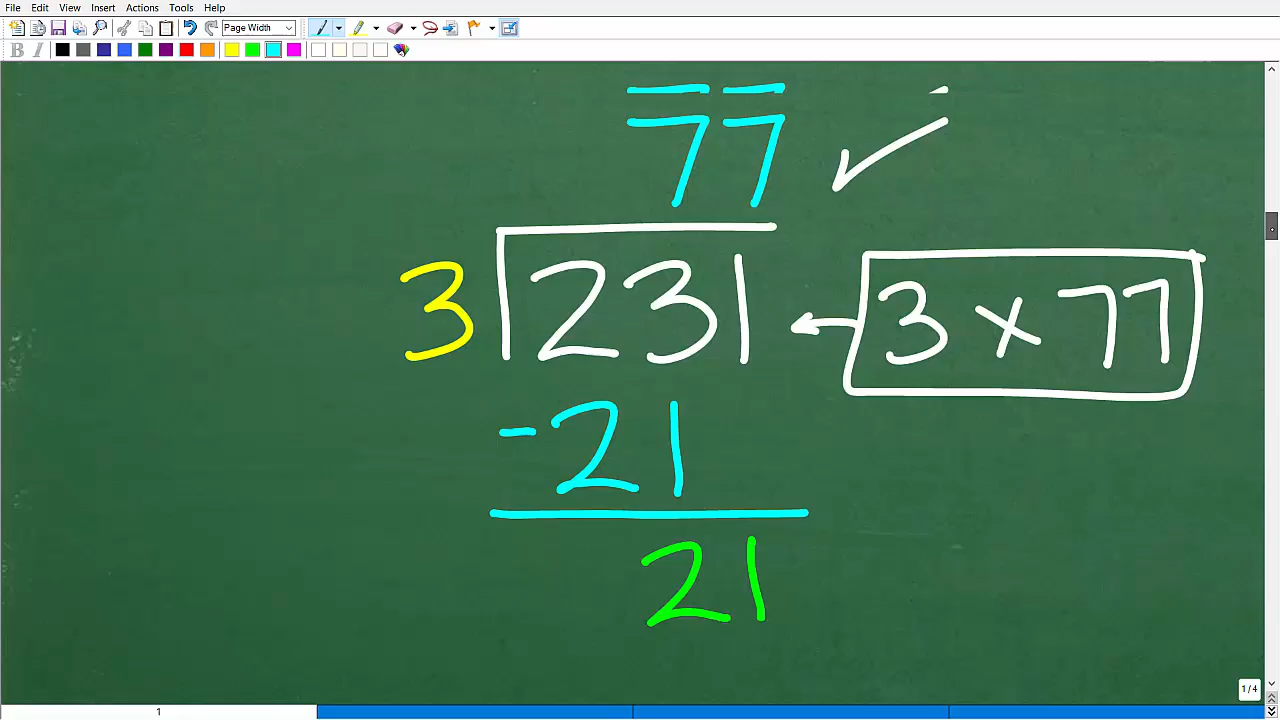 File Edit View Insert Actions Tools Help
Page Width
B I
77
3 231 3 x 77
-21
21
1/4
1